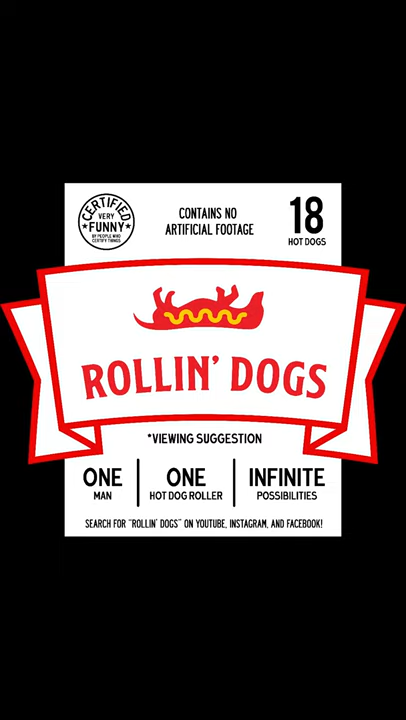 CERTIFIED
VERY
★FUNNY★
BY PEOPLE WHO
CERTIFY THINGS
CONTAINS NO
ARTIFICIAL FOOTAGE
18
HOT DOGS
ROLLIN' DOGS
*VIEWING SUGGESTION
ONE
MAN
ONE
HOT DOG ROLLER
INFINITE
POSSIBILITIES
SEARCH FOR "ROLLIN' DOGS" ON YOUTUBE, INSTAGRAM, AND FACEBOOK!